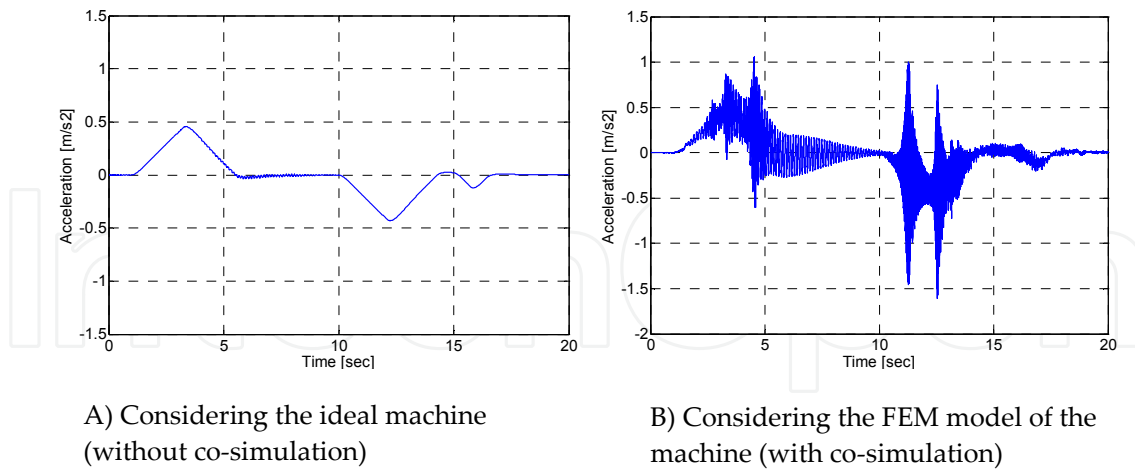 1.5
1
0.5
0
-0.5
-1
-1.5
Acceleration [m/s2]
0 5 10 15 20
Time [sec]
1.5
1
0.5
0
-0.5
-1
-1.5
-2
Acceleration [m/s2]
0 5 10 15 20
Time [sec]
A) Considering the ideal machine
(without co-simulation)
B) Considering the FEM model of the
machine (with co-simulation)